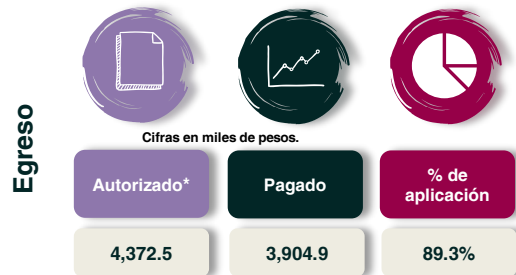 Egreso
Cifras en miles de pesos.
Autorizado*
Pagado
% de
aplicación
4,372.5
3,904.9
89.3%